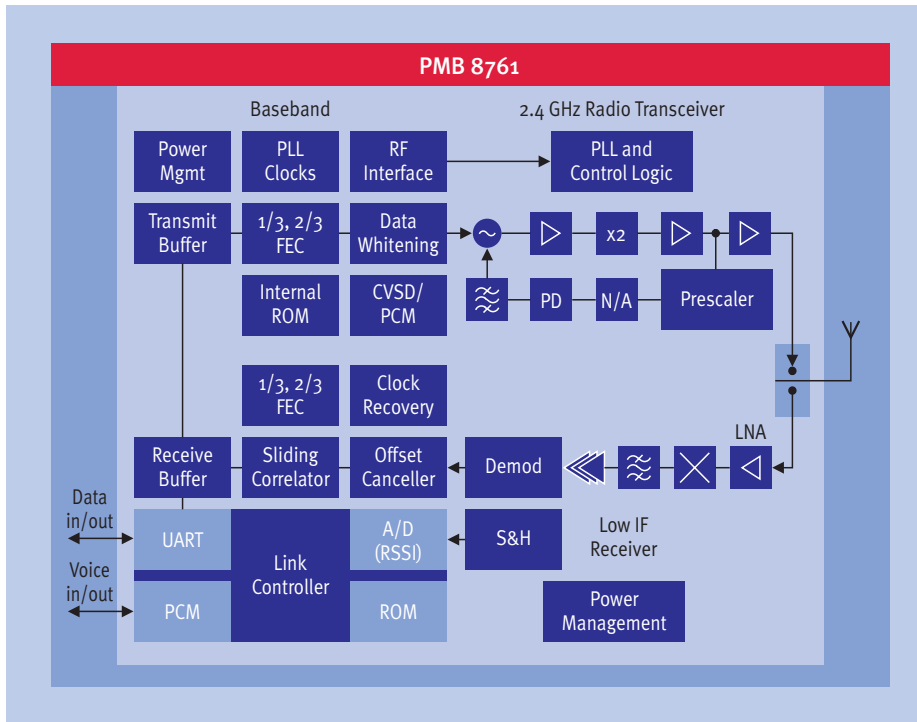 PMB 8761
Baseband
2.4 GHz Radio Transceiver
Power
Mgmt
PLL
Clocks
RF
Interface
PLL and
Control Logic
Transmit
Buffer
1/3, 2/3
FEC
Data
Whitening
x2
Internal
ROM
CVSD/
PCM
PD
N/A
Prescaler
1/3, 2/3
FEC
Clock
Recovery
LNA
Receive
Buffer
Sliding
Correlator
Offset
Canceller
Demod
Data
in/out
UART
Link
Controller
A/D
(RSSI)
S&H
Low IF
Receiver
Voice
in/out
PCM
ROM
Power
Management